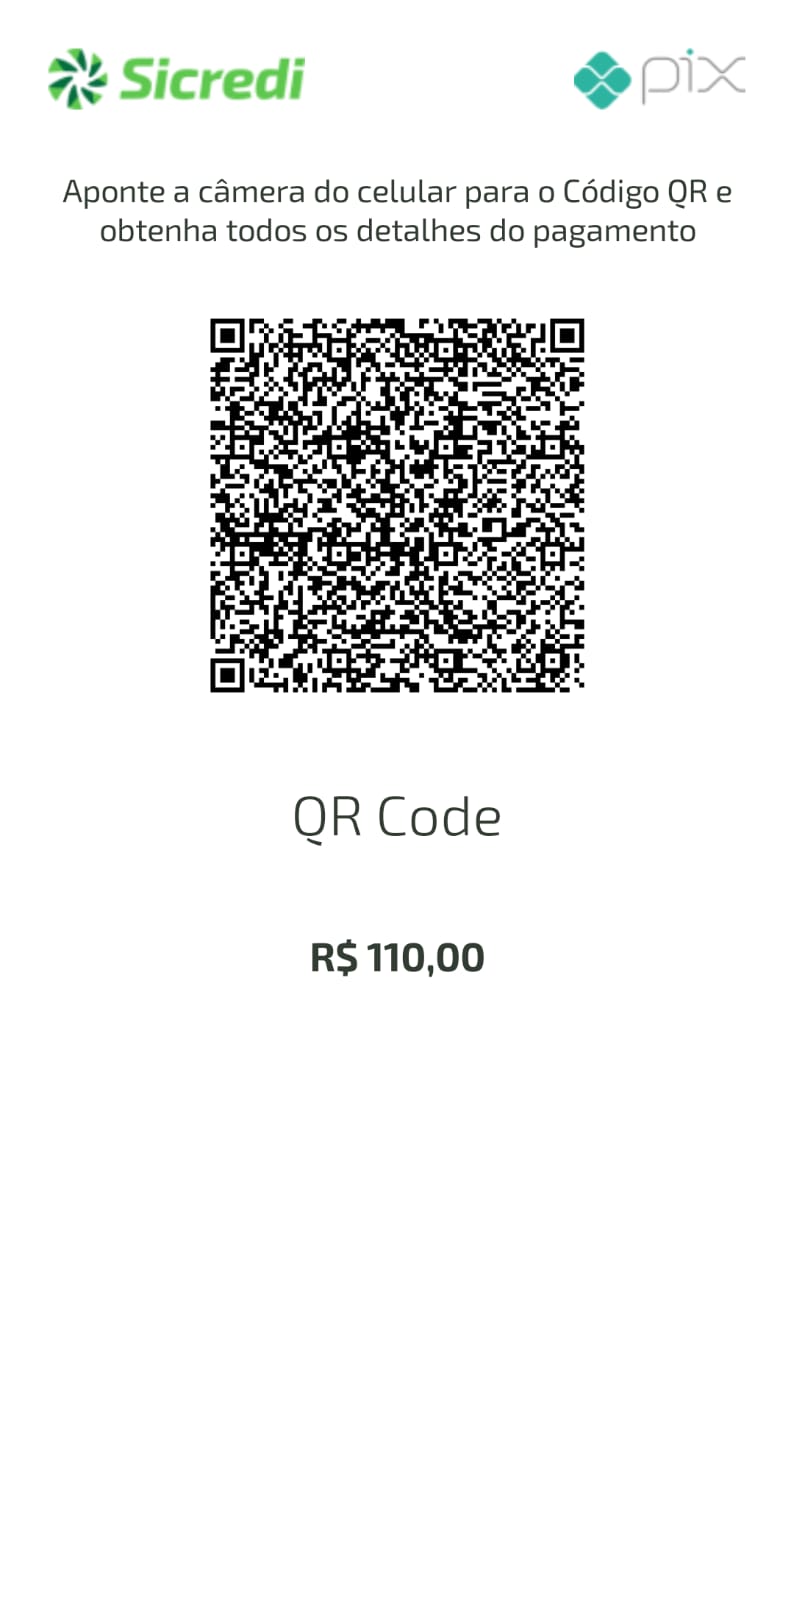 Sicredi
pix
Aponte a câmera do celular para o Código QR e
obtenha todos os detalhes do pagamento
QR Code
R$ 110,00